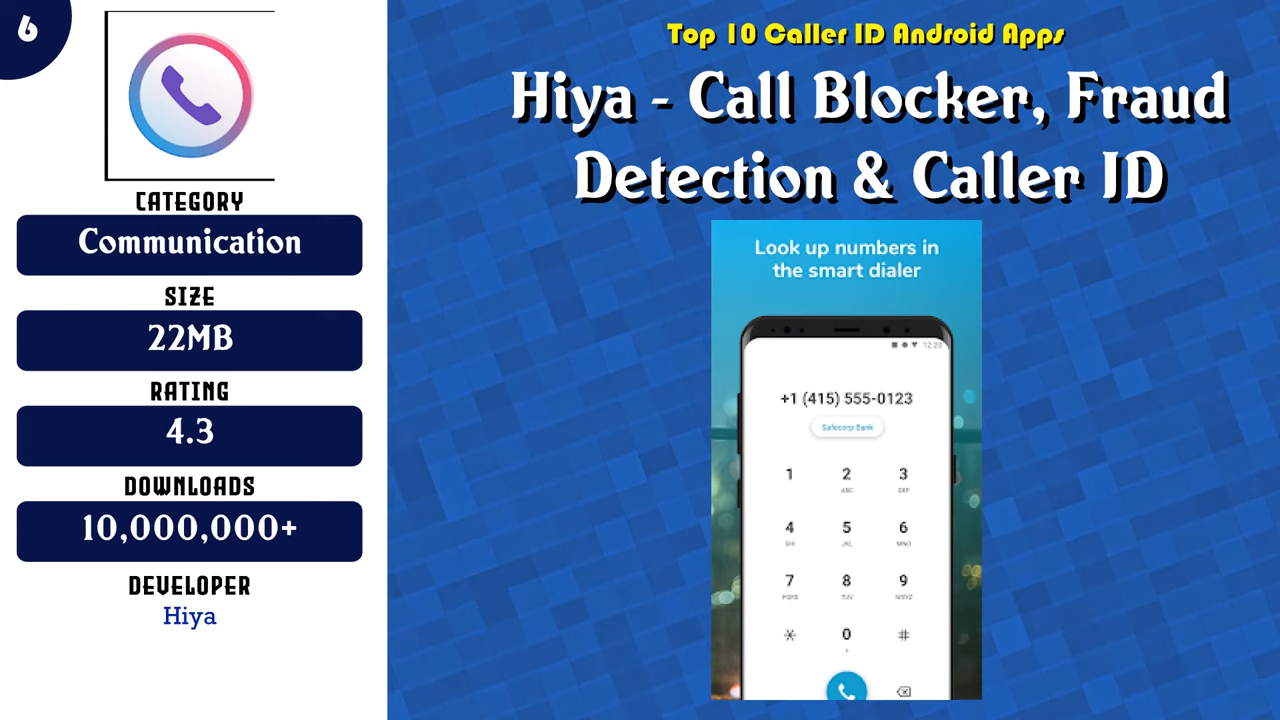 6
CATEGORY
Communication
SIZE
22MB
RATING
4.3
DOWNLOADS
10,000,000+
DEVELOPER
Hiya
Top 10 Caller ID Android Apps
Hiya - Call Blocker, Fraud
Detection & Caller ID
Look up numbers in
the smart dialer
12:20
+1 (415) 555-0123
Safecorp Bank
1 2 3
ABC DEF
4 5 6
GHI JKL MNO
7 8 9
PQRS TUV WXYZ
* 0 #
+